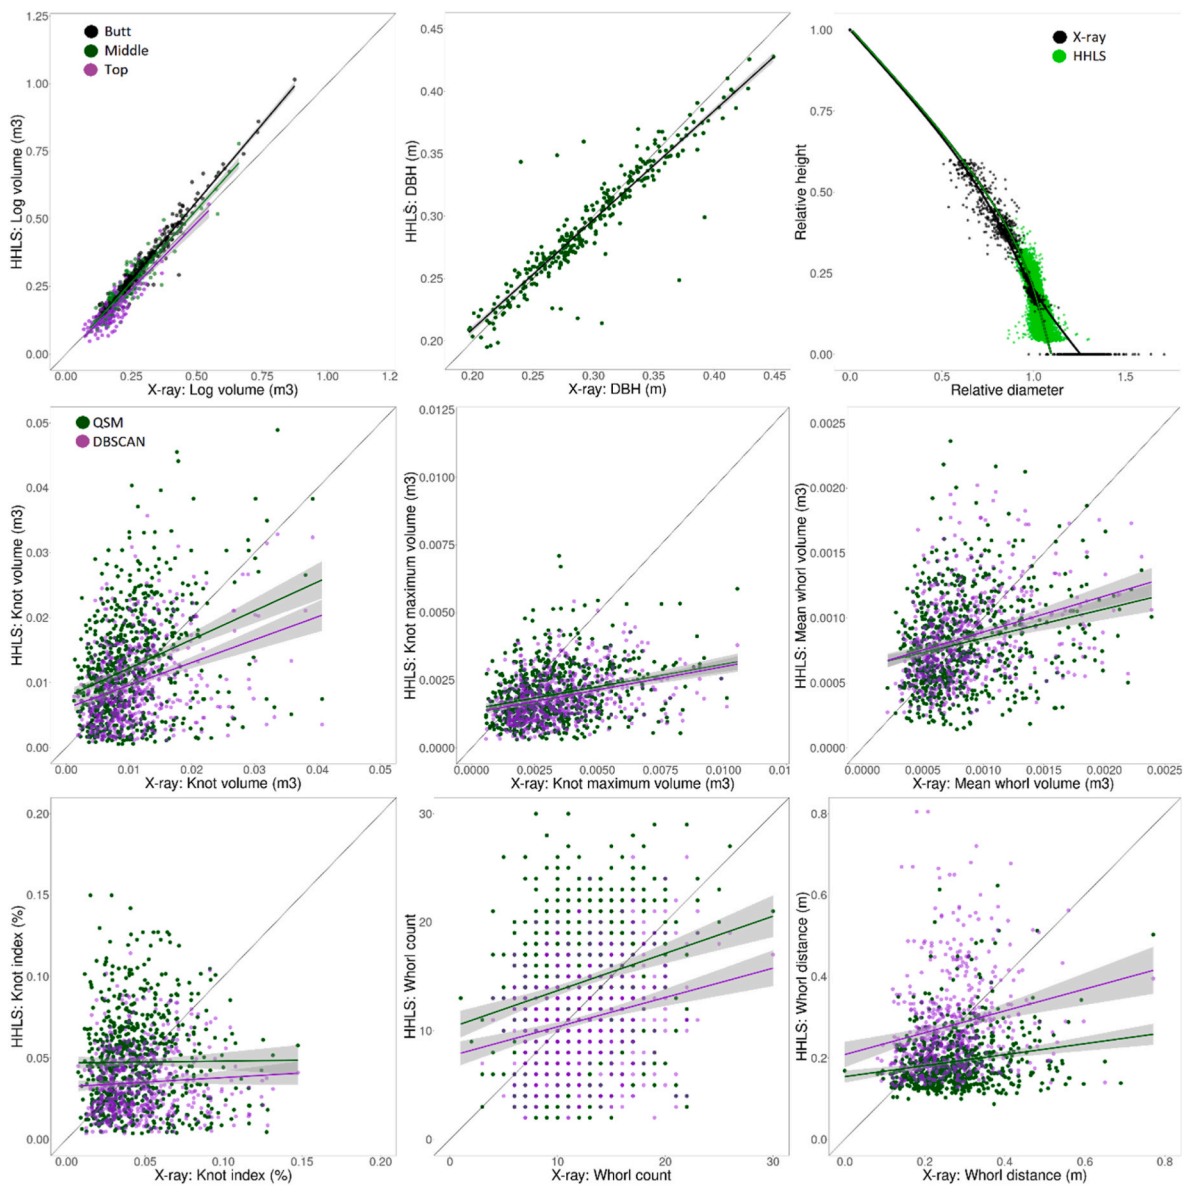 1.25
1.00
0.75
0.50
0.25
0.00
HHLS: Log volume (m3)
Butt
Middle
Top
0.00 0.25 0.50 0.75 1.00 1.2
X-ray: Log volume (m3)
0.45
0.40
0.35
0.30
0.25
0.20
HHLS: DBH (m)
0.20 0.25 0.30 0.35 0.40 0.45
X-ray: DBH (m)
1.00
0.75
0.50
0.25
0.00
Relative height
X-ray
HHLS
0.0 0.5 1.0 1.5
Relative diameter
0.05
0.04
0.03
0.02
0.01
0.00
HHLS: Knot volume (m3)
QSM
DBSCAN
0.00 0.01 0.02 0.03 0.04 0.05
X-ray: Knot volume (m3)
0.0125
0.0100
0.0075
0.0050
0.0025
0.0000
HHLS: Knot maximum volume (m3)
0.0000 0.0025 0.0050 0.0075 0.0100 0.01
X-ray: Knot maximum volume (m3)
0.0025
0.0020
0.0015
0.0010
0.0005
0.0000
HHLS: Mean whorl volume (m3)
0.0000 0.0005 0.0010 0.0015 0.0020 0.0025
X-ray: Mean whorl volume (m3)
0.20
0.15
0.10
0.05
0.00
HHLS: Knot index (%)
0.00 0.05 0.10 0.15 0.20
X-ray: Knot index (%)
30
20
10
0
HHLS: Whorl count
0 10 20 30
X-ray: Whorl count
0.8
0.6
0.4
0.2
0.0
HHLS: Whorl distance (m)
0.0 0.2 0.4 0.6 0.8
X-ray: Whorl distance (m)